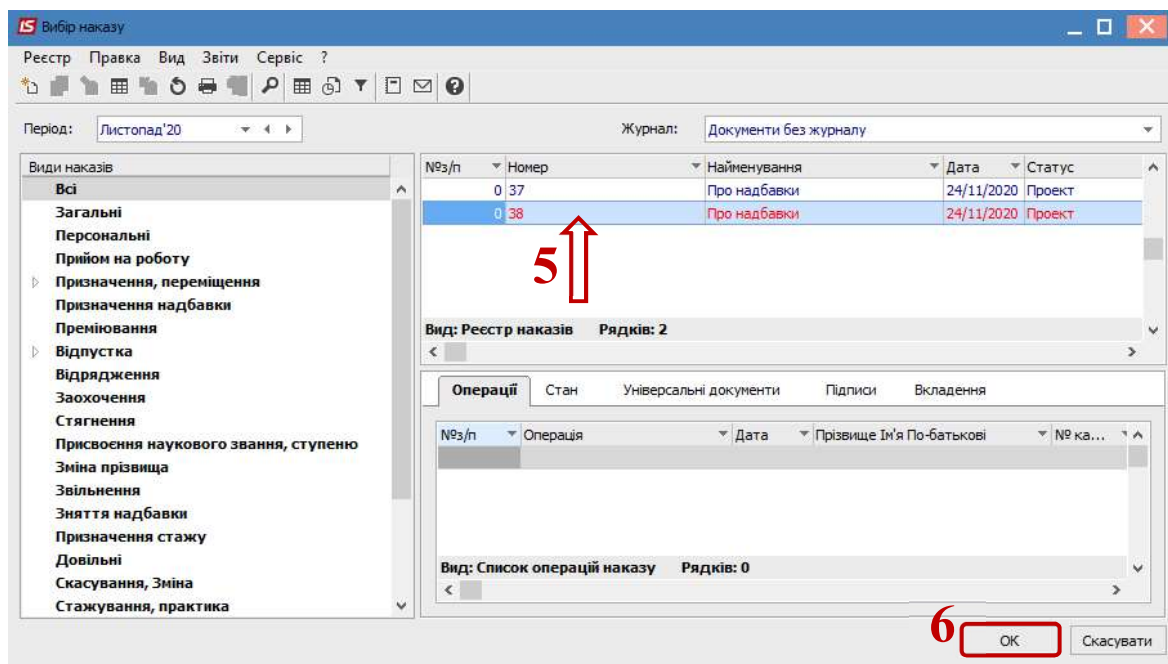 Вибір наказу
Реєстр Правка Вид Звіти Сервіс ?
Період: Листопад'20 Журнал: Документи без журналу
Види наказів
Всі
Загальні
Персональні
Прийом на роботу
Призначення, переміщення
Призначення надбавки
Преміювання
Відпустка
Відрядження
Заохочення
Стягнення
Присвоєння наукового звання, ступеню
Зміна прізвища
Звільнення
Зняття надбавки
Призначення стажу
Довільні
Скасування, Зміна
Стажування, практика
№з/п Номер Найменування Дата Статус
0 37 Про надбавки 24/11/2020 Проект
0 38 Про надбавки 24/11/2020 Проект
5
Вид: Реєстр наказів Рядків: 2
Операції Стан Універсальні документи Підписи Вкладення
№з/п Операція Дата Прізвище Ім'я По-батькові № ка...
Вид: Список операцій наказу Рядків: 0
6
OK Скасувати